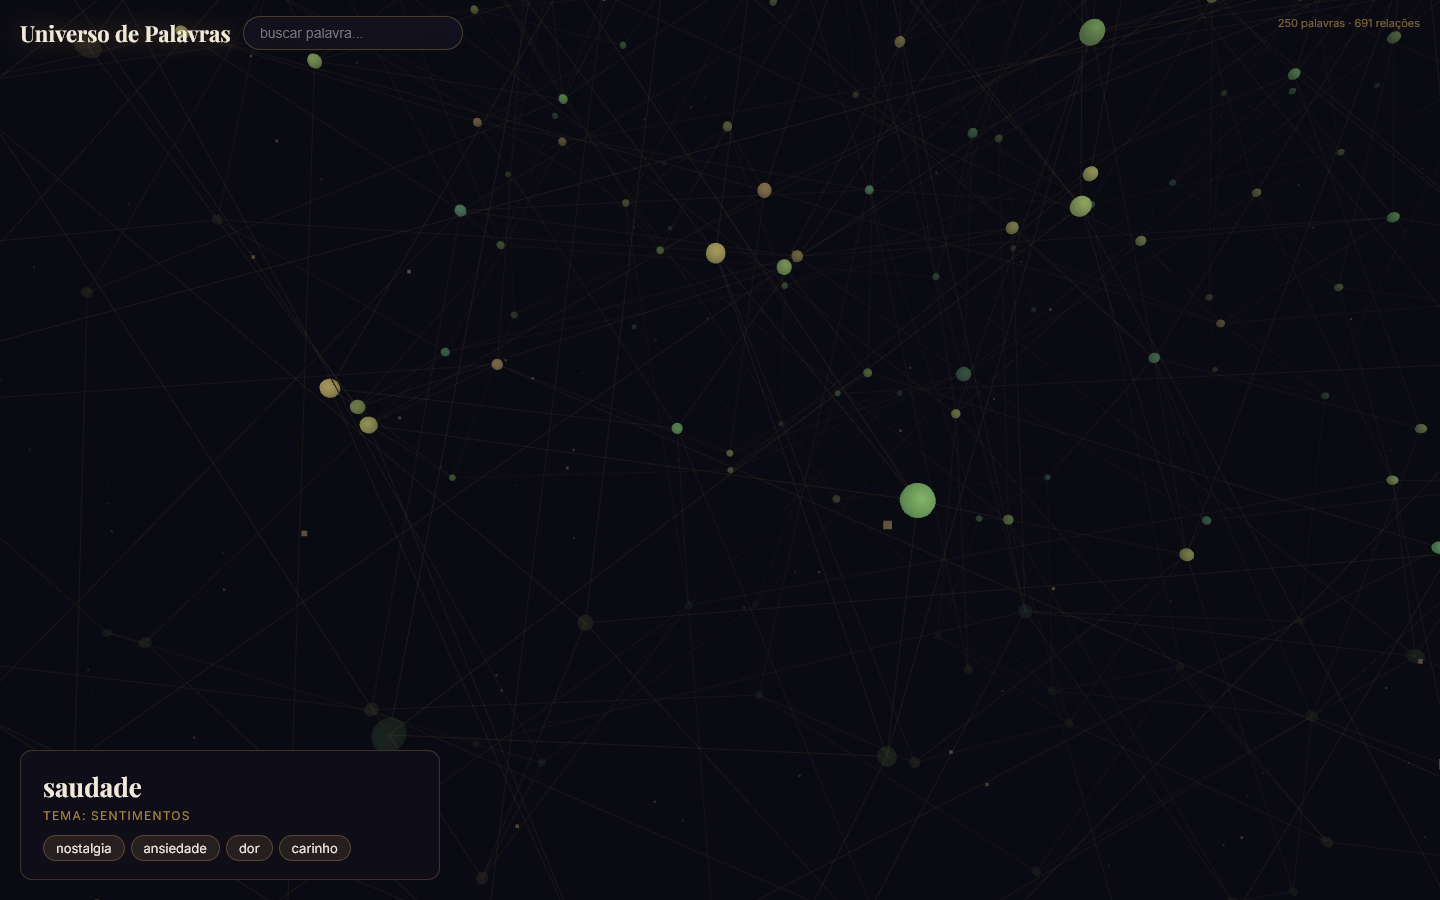 Universo de Palavras
buscar palavra...
250 palavras · 691 relações
saudade
TEMA: SENTIMENTOS
nostalgia ansiedade dor carinho